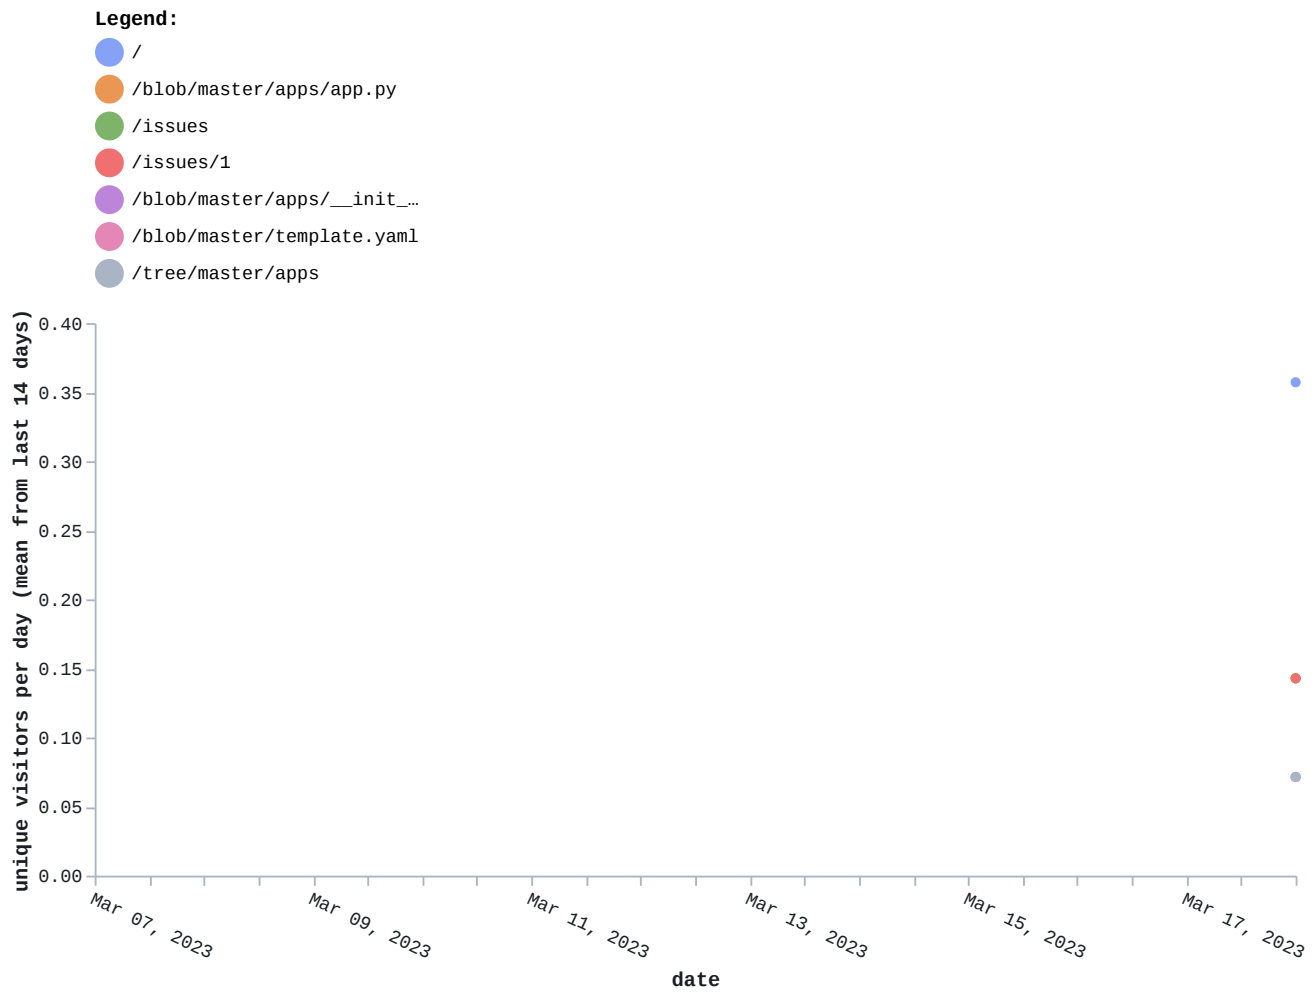 Legend:
/
/blob/master/apps/app.py
/issues
/issues/1
/blob/master/apps/__init_…
/blob/master/template.yaml
/tree/master/apps
unique visitors per day (mean from last 14 days)
0.40
0.35
0.30
0.25
0.20
0.15
0.10
0.05
0.00
Mar 07, 2023
Mar 09, 2023
Mar 11, 2023
Mar 13, 2023
Mar 15, 2023
Mar 17, 2023
date